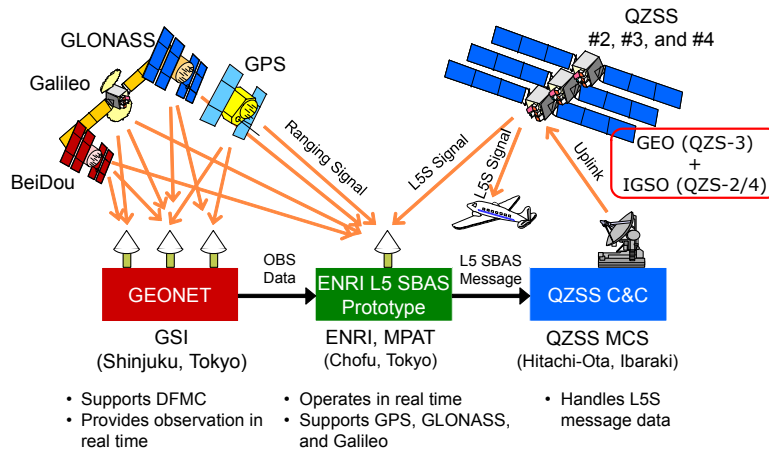 GLONASS
Galileo
BeiDou
GPS
QZSS
#2, #3, and #4
Ranging Signal
L5S Signal
L5S Signal
Uplink
GEO (QZS-3)
+
IGSO (QZS-2/4)
GEONET
OBS
Data
ENRI L5 SBAS
Prototype
L5 SBAS
Message
QZSS C&C
GSI
(Shinjuku, Tokyo)
ENRI, MPAT
(Chofu, Tokyo)
QZSS MCS
(Hitachi-Ota, Ibaraki)
• Supports DFMC
• Provides observation in
real time
• Operates in real time
• Supports GPS, GLONASS,
and Galileo
• Handles L5S
message data